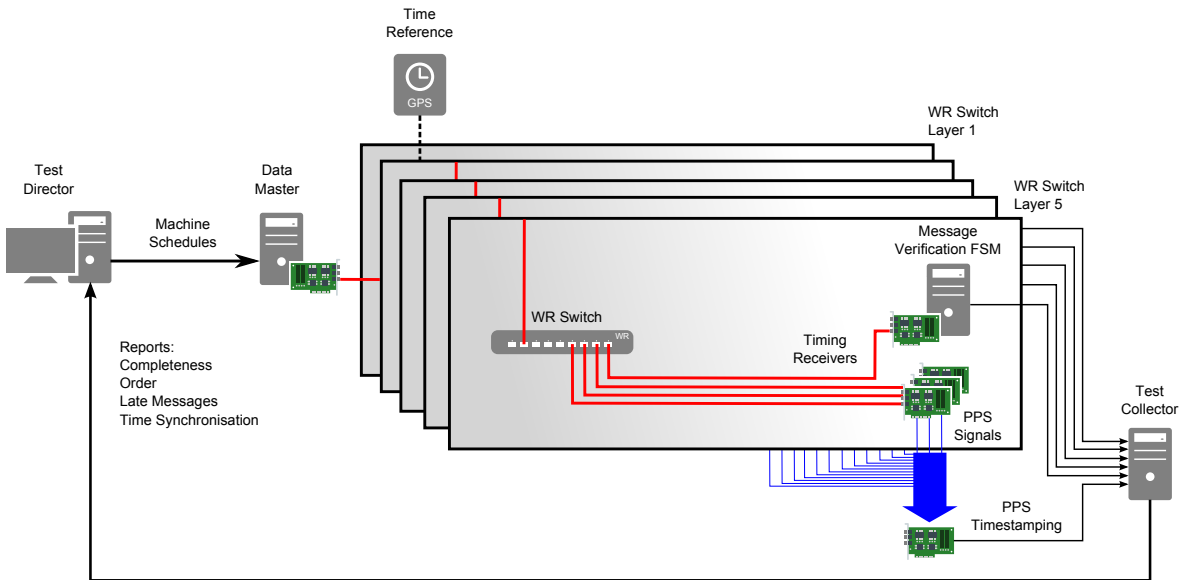 Time
Reference
GPS
WR Switch
Layer 1
WR Switch
Layer 5
Test
Director
Data
Master
Machine
Schedules
Message
Verification FSM
WR Switch
WR
Timing
Receivers
Reports:
Completeness
Order
Late Messages
Time Synchronisation
PPS
Signals
Test
Collector
PPS
Timestamping